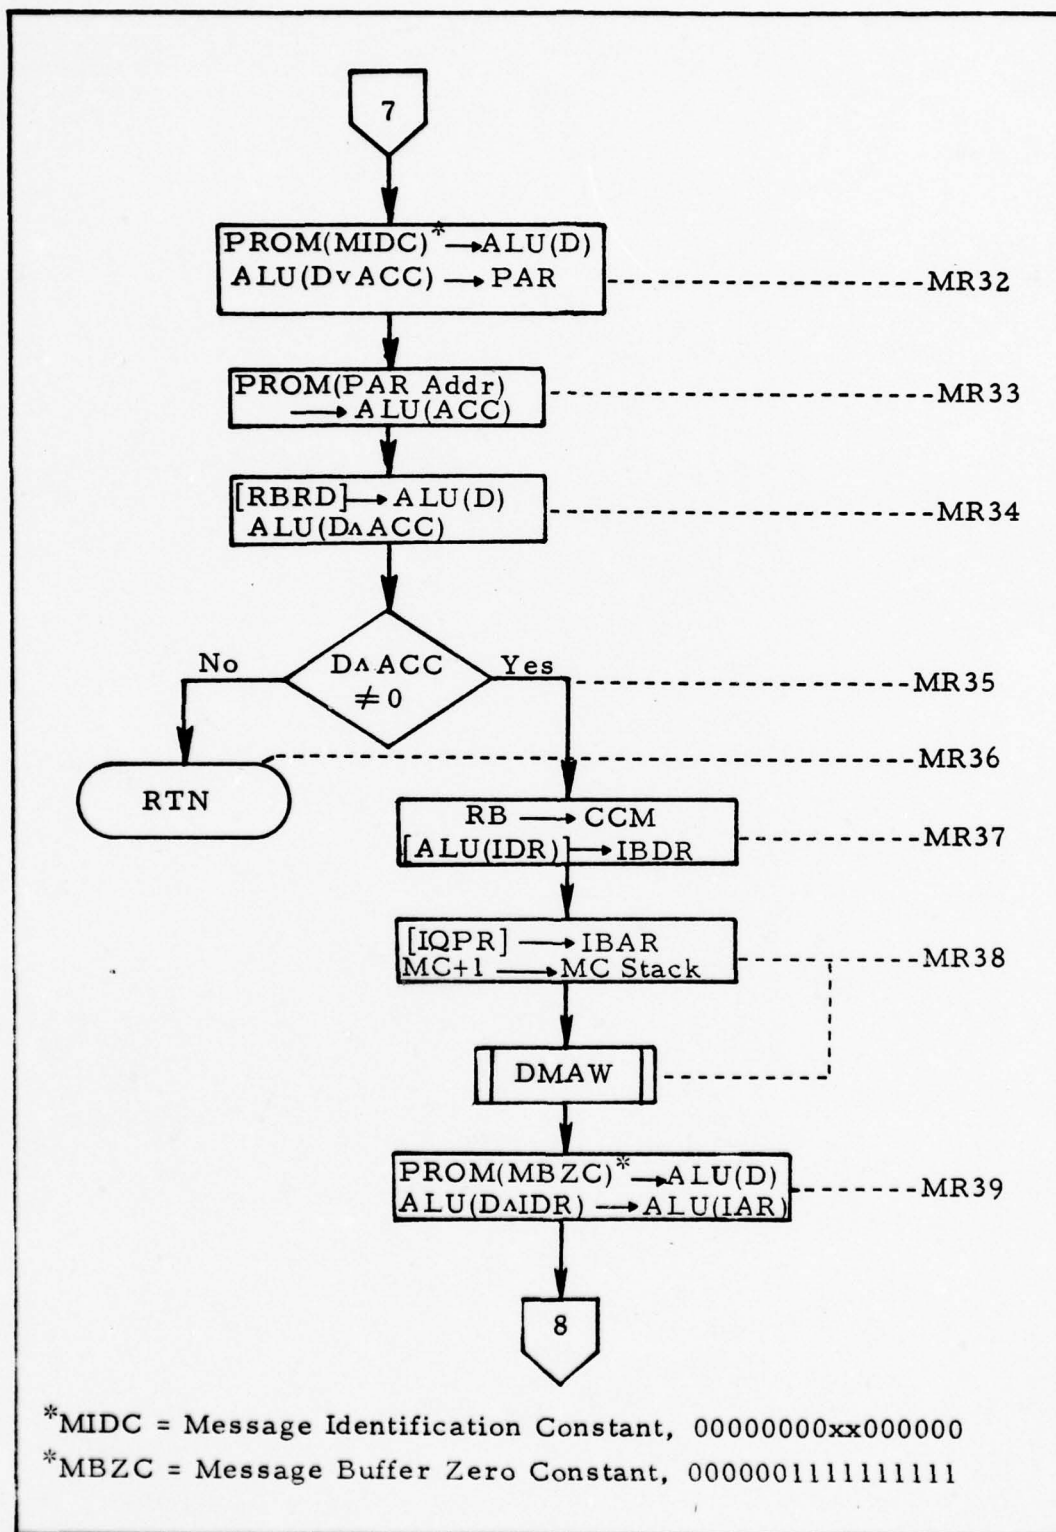 7
PROM(MIDC)* → ALU(D)
ALU(D∨ACC) → PAR
MR32
PROM(PAR Addr)
→ ALU(ACC)
MR33
[RBRD] → ALU(D)
ALU(D∧ACC)
MR34
No
D∧ACC
≠ 0
Yes
MR35
MR36
RTN
RB → CCM
[ALU(IDR)] → IBDR
MR37
[IQPR] → IBAR
MC+1 → MC Stack
MR38
DMAW
PROM(MBZC)* → ALU(D)
ALU(D∧IDR) → ALU(IAR)
MR39
8
*MIDC = Message Identification Constant, 00000000xx000000
*MBZC = Message Buffer Zero Constant, 0000001111111111